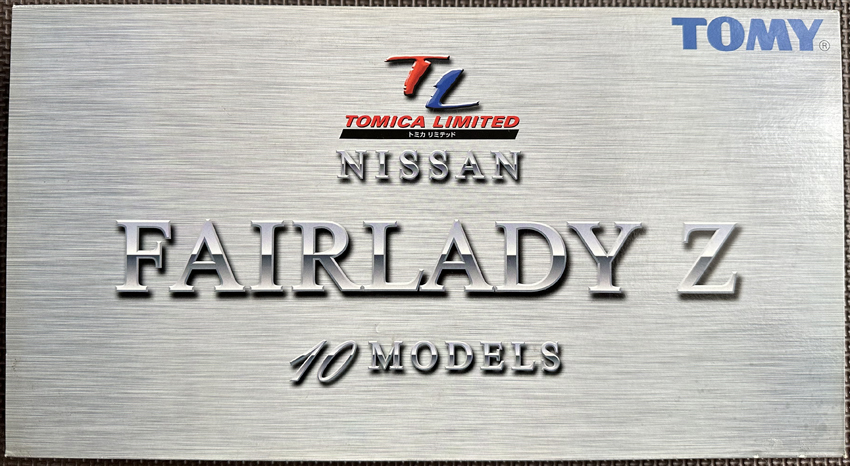 TOMY®
TL
TOMICA LIMITED
トミカ リミテッド
NISSAN
FAIRLADY Z
10 MODELS